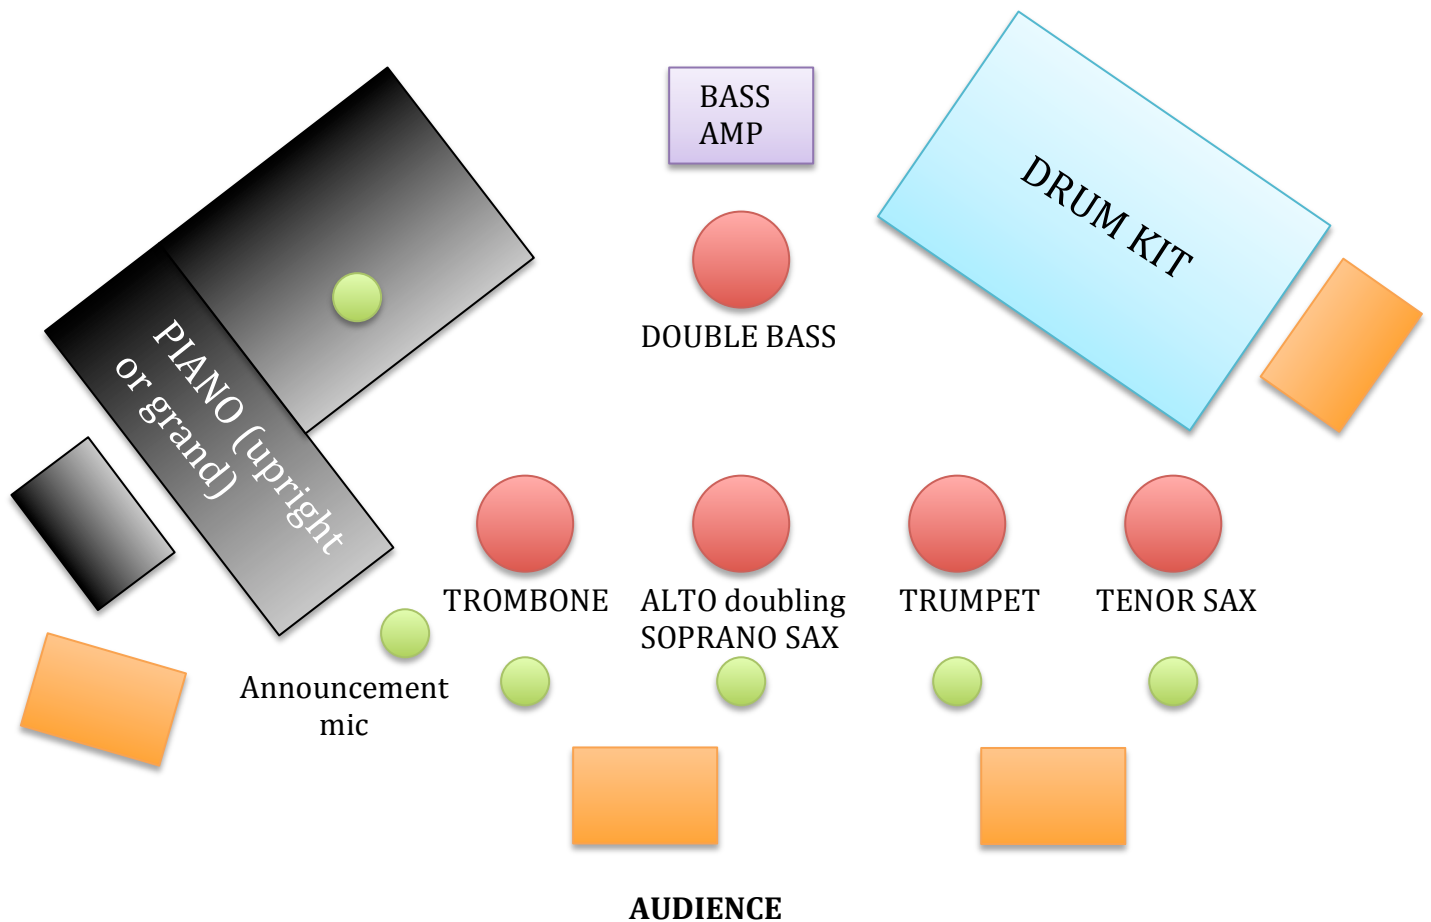 BASS
AMP
DRUM KIT
DOUBLE BASS
PIANO (upright
or grand)
TROMBONE
ALTO doubling
SOPRANO SAX
TRUMPET
TENOR SAX
Announcement
mic
AUDIENCE